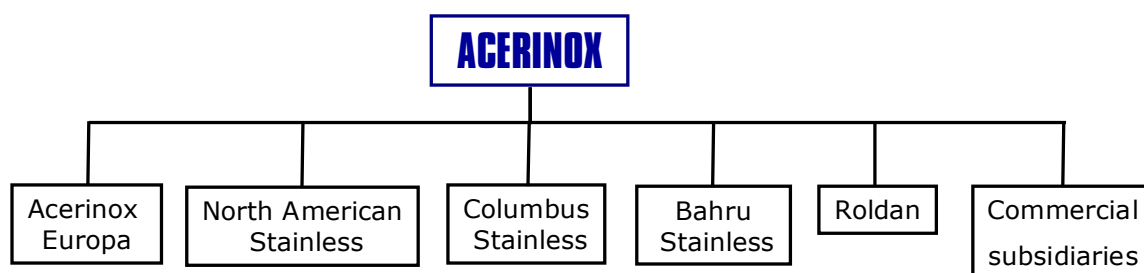 ACERINOX
Acerinox
Europa
North American
Stainless
Columbus
Stainless
Bahru
Stainless
Roldan
Commercial
subsidiaries